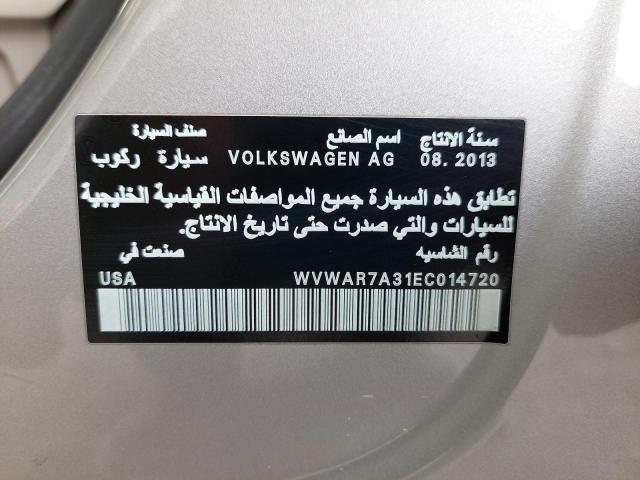 سنة الانتاج اسم الصانع صنف السيارة
08. 2013 VOLKSWAGEN AG سيارة ركوب
تطابق هذه السيارة جميع المواصفات القياسية الخليجية
للسيارات والتي صدرت حتى تاريخ الانتاج.
رقم الشاسيه صنعت في
WVWAR7A31EC014720 USA